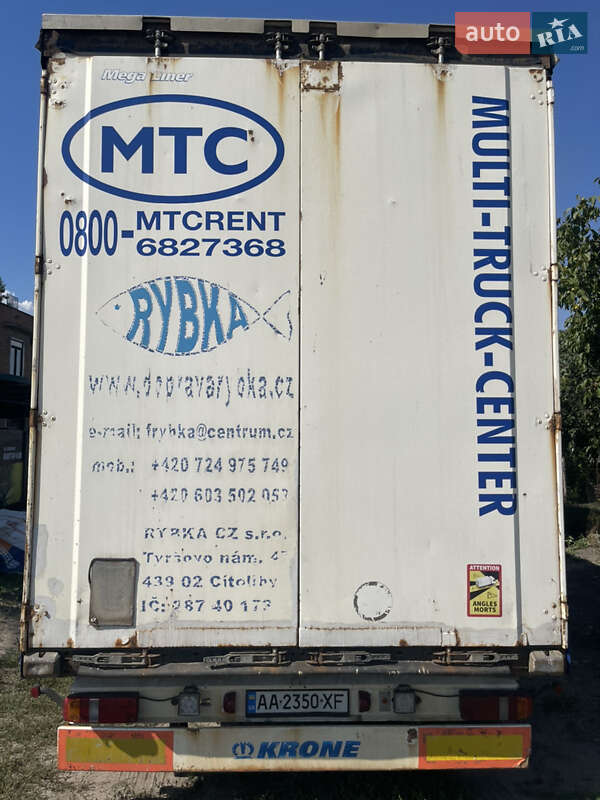 auto RIA .com
Mega Liner
MTC
0800-MTCRENT
6827368
RYBKA
www.dopravarybka.cz
e-mail: frybka@centrum.cz
mob.: +420 724 975 749
+420 603 502 053
RYBKA CZ s.r.o.
Tyršovo nám. 4
439 02 Cítoliby
IČ: 287 40 173
MULTI-TRUCK-CENTER
ATTENTION
ANGLES
MORTS
AA 2350 XF
KRONE